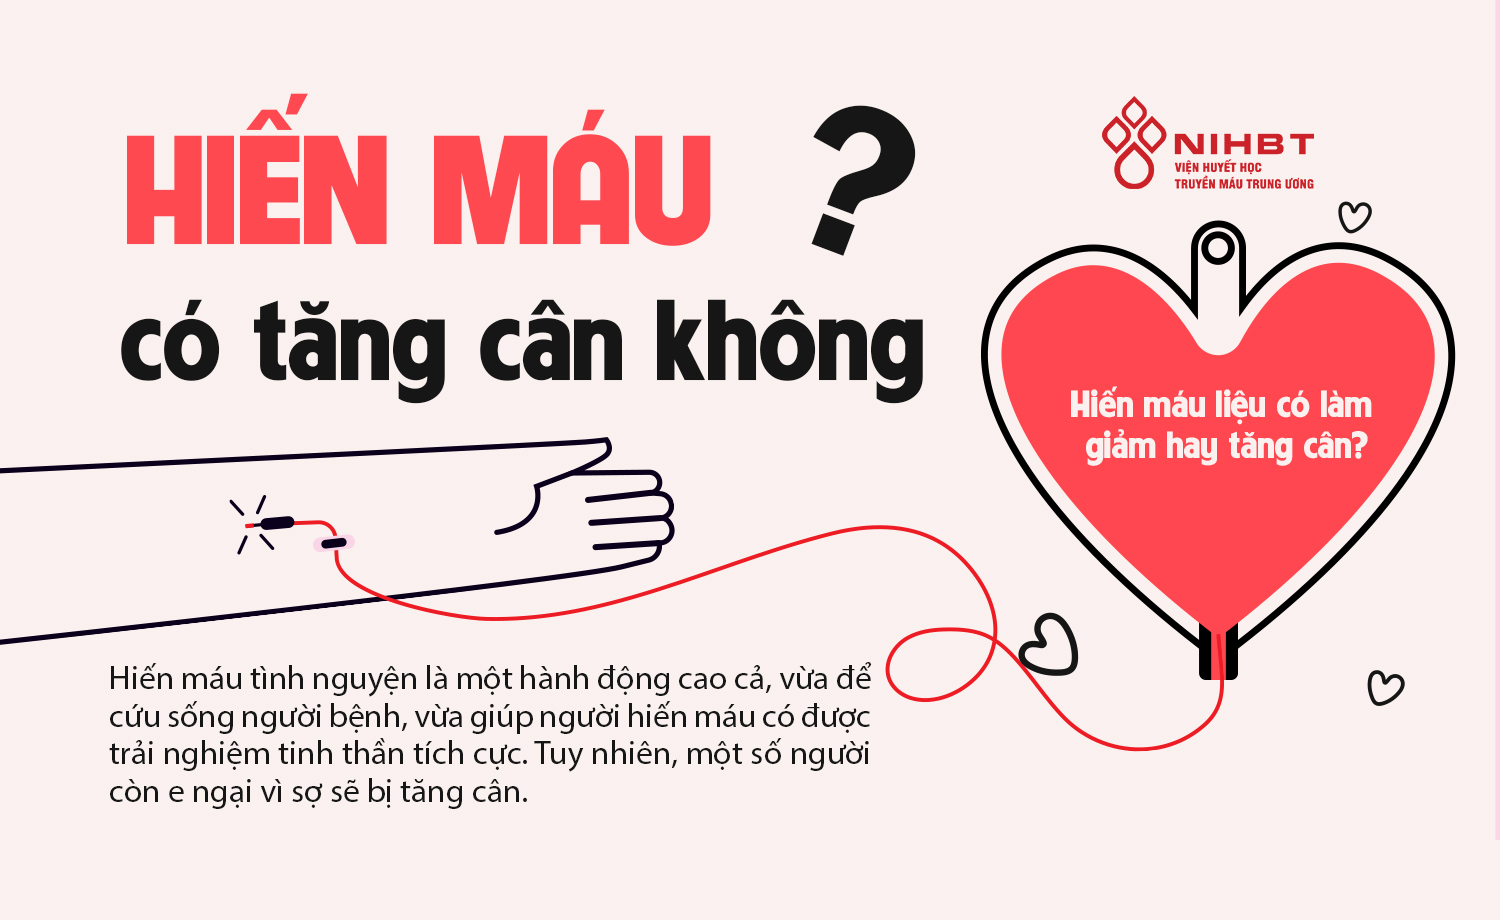 HIẾN MÁU ?
có tăng cân không
NIHBT
VIỆN HUYẾT HỌC
TRUYỀN MÁU TRUNG ƯƠNG
Hiến máu liệu có làm
giảm hay tăng cân?
Hiến máu tình nguyện là một hành động cao cả, vừa để
cứu sống người bệnh, vừa giúp người hiến máu có được
trải nghiệm tinh thần tích cực. Tuy nhiên, một số người
còn e ngại vì sợ sẽ bị tăng cân.